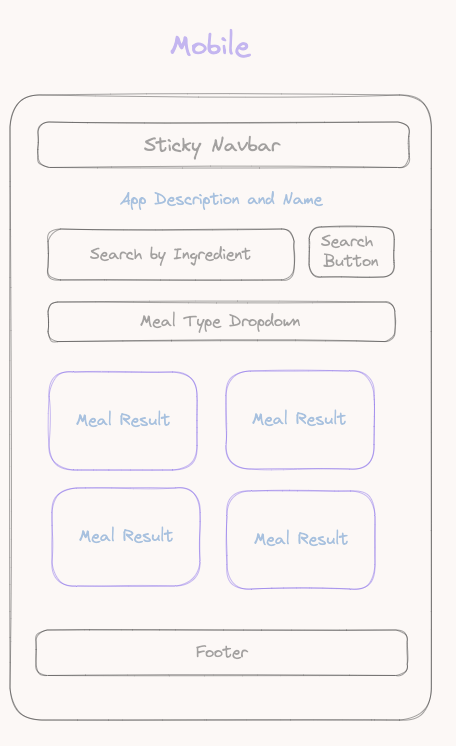 Mobile
Sticky Navbar
App Description and Name
Search by Ingredient
Search
Button
Meal Type Dropdown
Meal Result
Meal Result
Meal Result
Meal Result
Footer